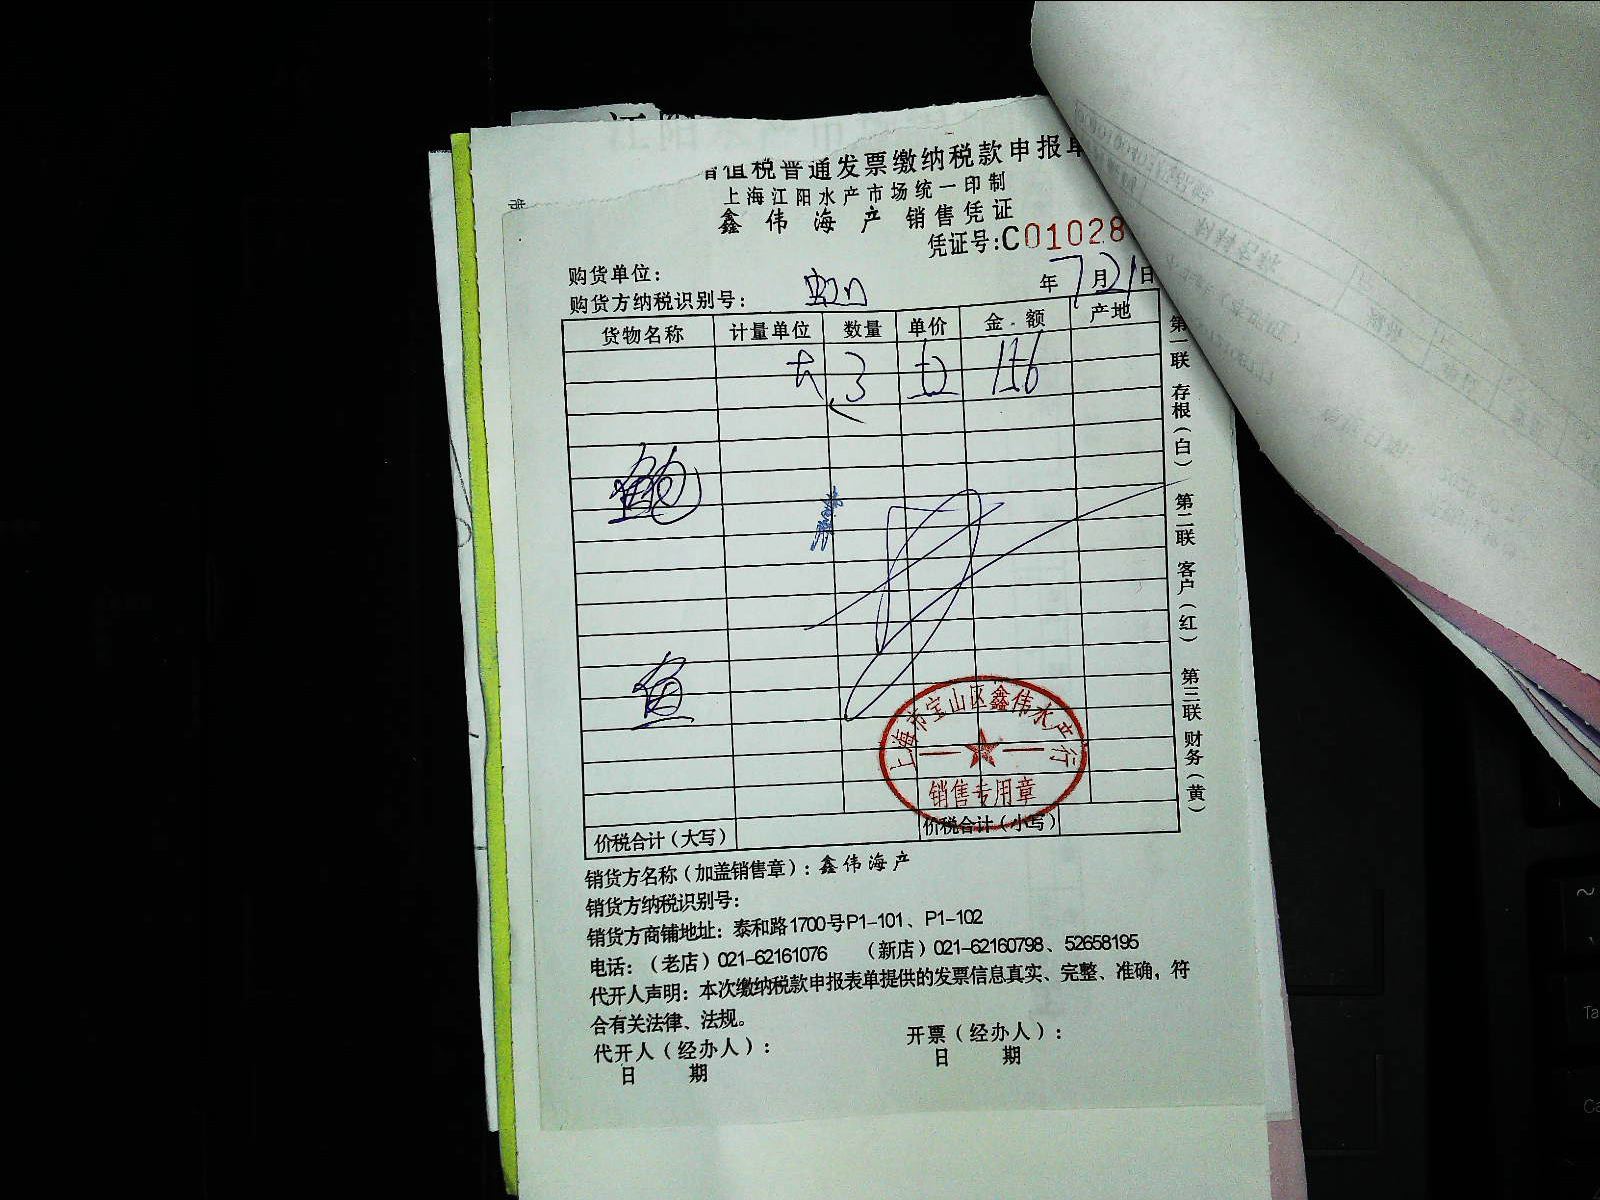 增值税普通发票缴纳税款申报单
上海江阳水产市场统一印制
鑫伟海产 销售凭证
凭证号:C01028
购货单位：
年7月21日
购货方纳税识别号：
货物名称 计量单位 数量 单价 金额 产地
3
鲍
鱼
上海市宝山区鑫伟水产行
销售专用章
价税合计（大写） 价税合计（小写）
第一联 存根（白） 第二联 客户（红） 第三联 财务（黄）
销货方名称（加盖销售章）：鑫伟海产
销货方纳税识别号：
销货方商铺地址：泰和路1700号P1-101、P1-102
电话：（老店）021-62161076 （新店）021-62160798、52658195
代开人声明：本次缴纳税款申报表单提供的发票信息真实、完整、准确，符
合有关法律、法规。
代开人（经办人）： 开票（经办人）：
日 期 日 期